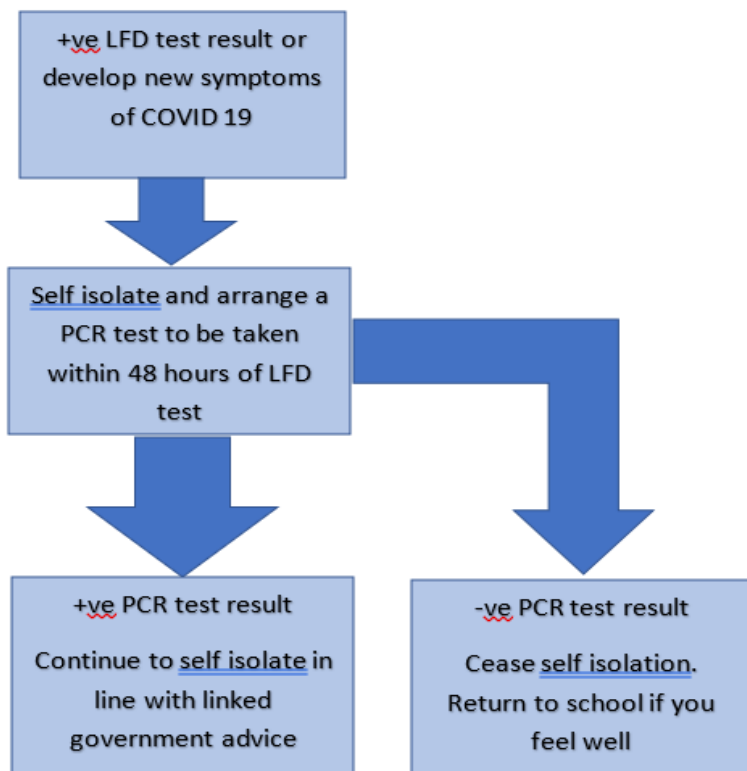 +ve LFD test result or
develop new symptoms
of COVID 19
Self isolate and arrange a
PCR test to be taken
within 48 hours of LFD
test
+ve PCR test result
Continue to self isolate in
line with linked
government advice
-ve PCR test result
Cease self isolation.
Return to school if you
feel well